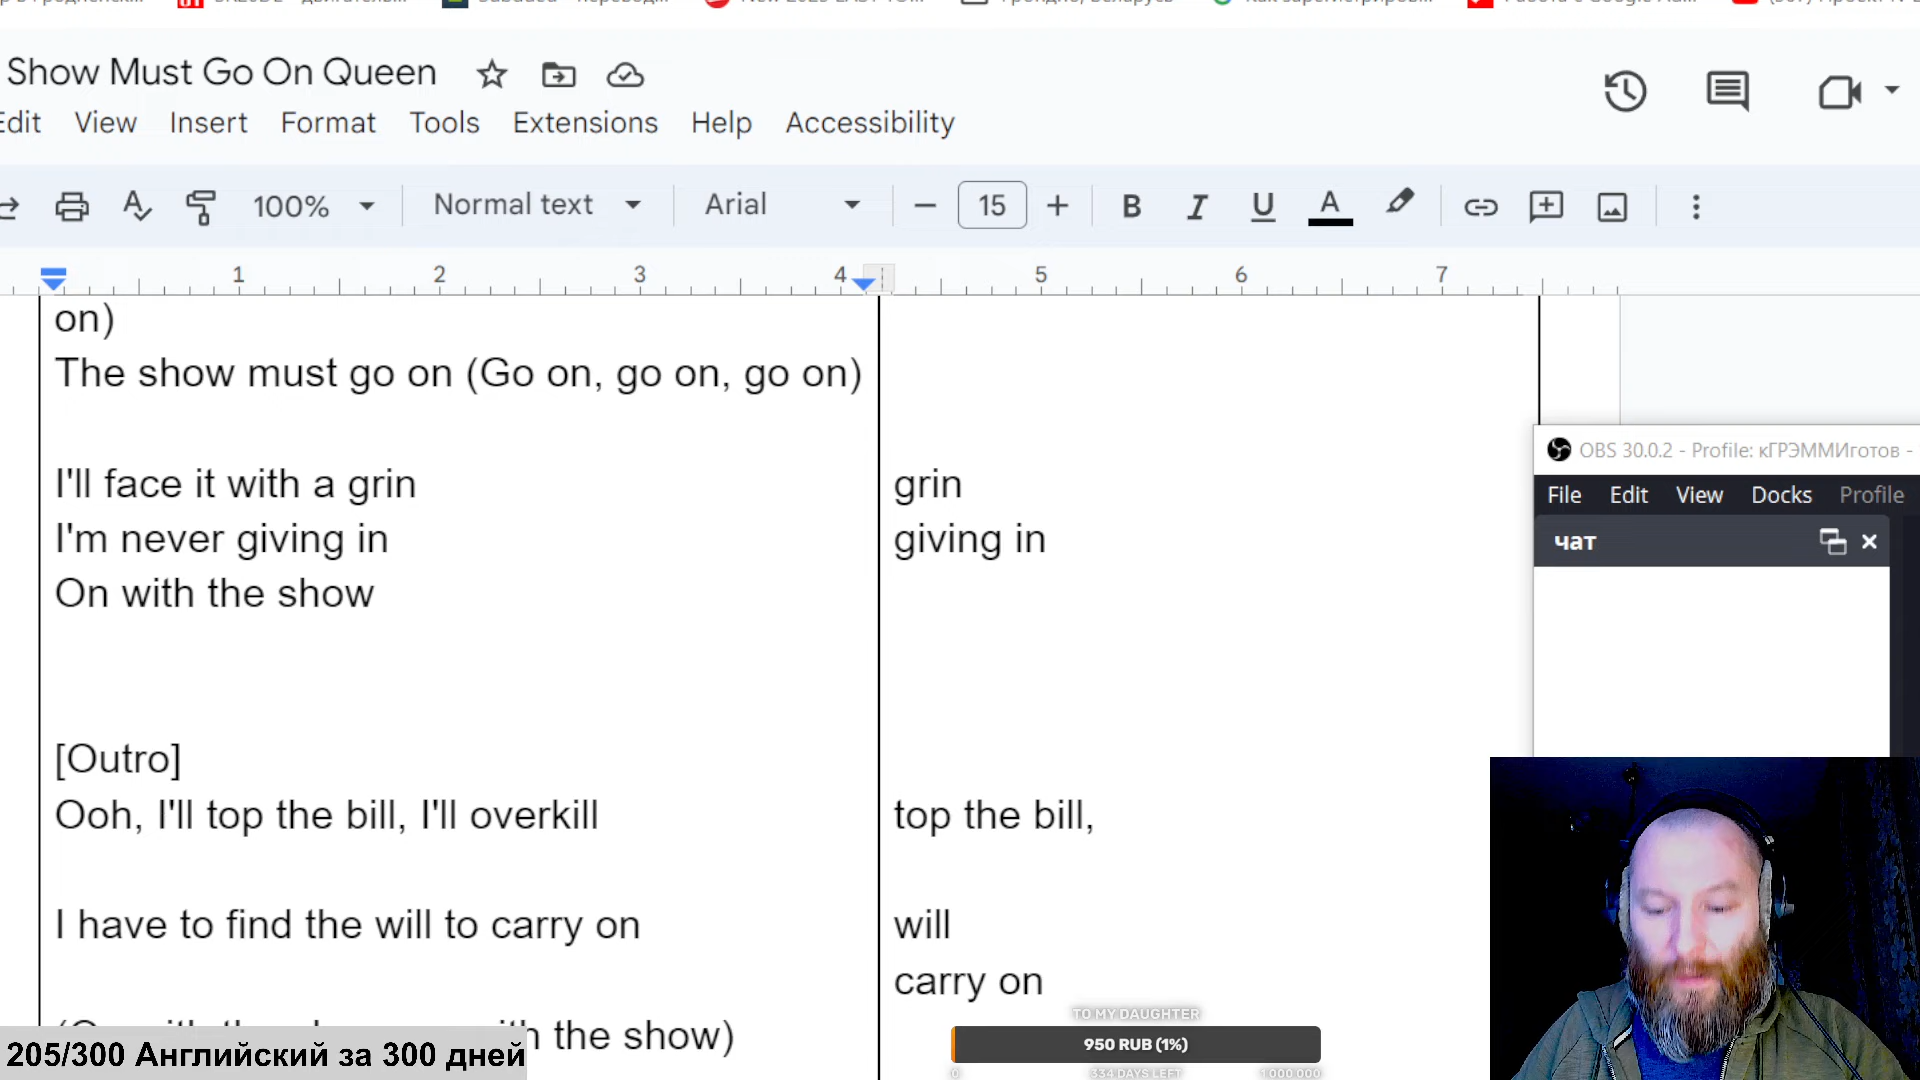 Show Must Go On Queen
Edit View Insert Format Tools Extensions Help Accessibility
100% Normal text Arial 15
1 2 3 4 5 6 7
on)
The show must go on (Go on, go on, go on)
I'll face it with a grin
grin
I'm never giving in
giving in
On with the show
OBS 30.0.2 - Profile: кГРЭММИготов -
File Edit View Docks Profile
чат
[Outro]
Ooh, I'll top the bill, I'll overkill
top the bill,
I have to find the will to carry on
will
carry on
the show)
TO MY DAUGHTER
950 RUB (1%)
0 334 DAYS LEFT 1 000 000
205/300 Английский за 300 дней